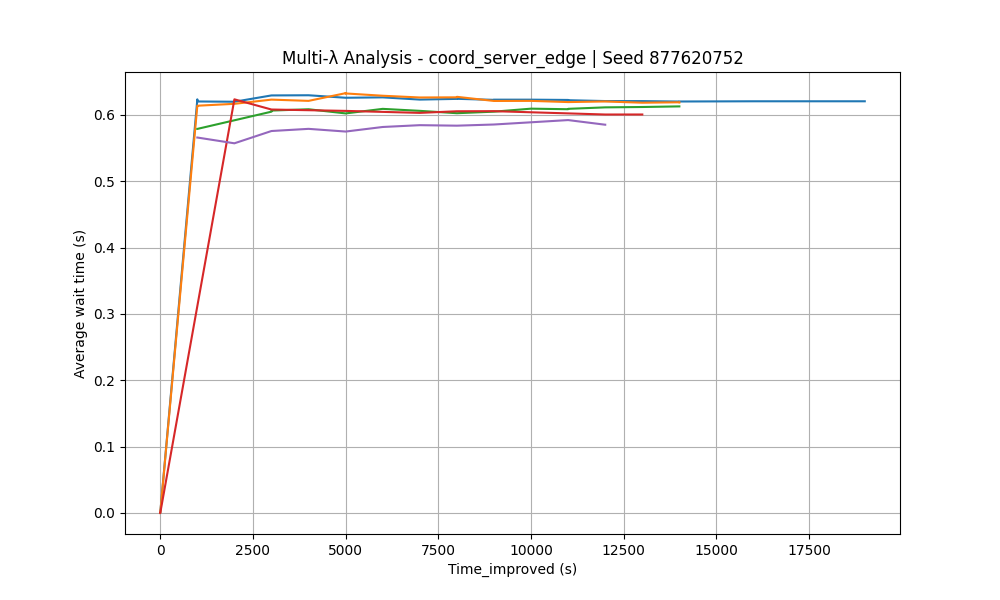 Multi-λ Analysis - coord_server_edge | Seed 877620752
Average wait time (s)
0.6
0.5
0.4
0.3
0.2
0.1
0.0
0 2500 5000 7500 10000 12500 15000 17500
Time_improved (s)